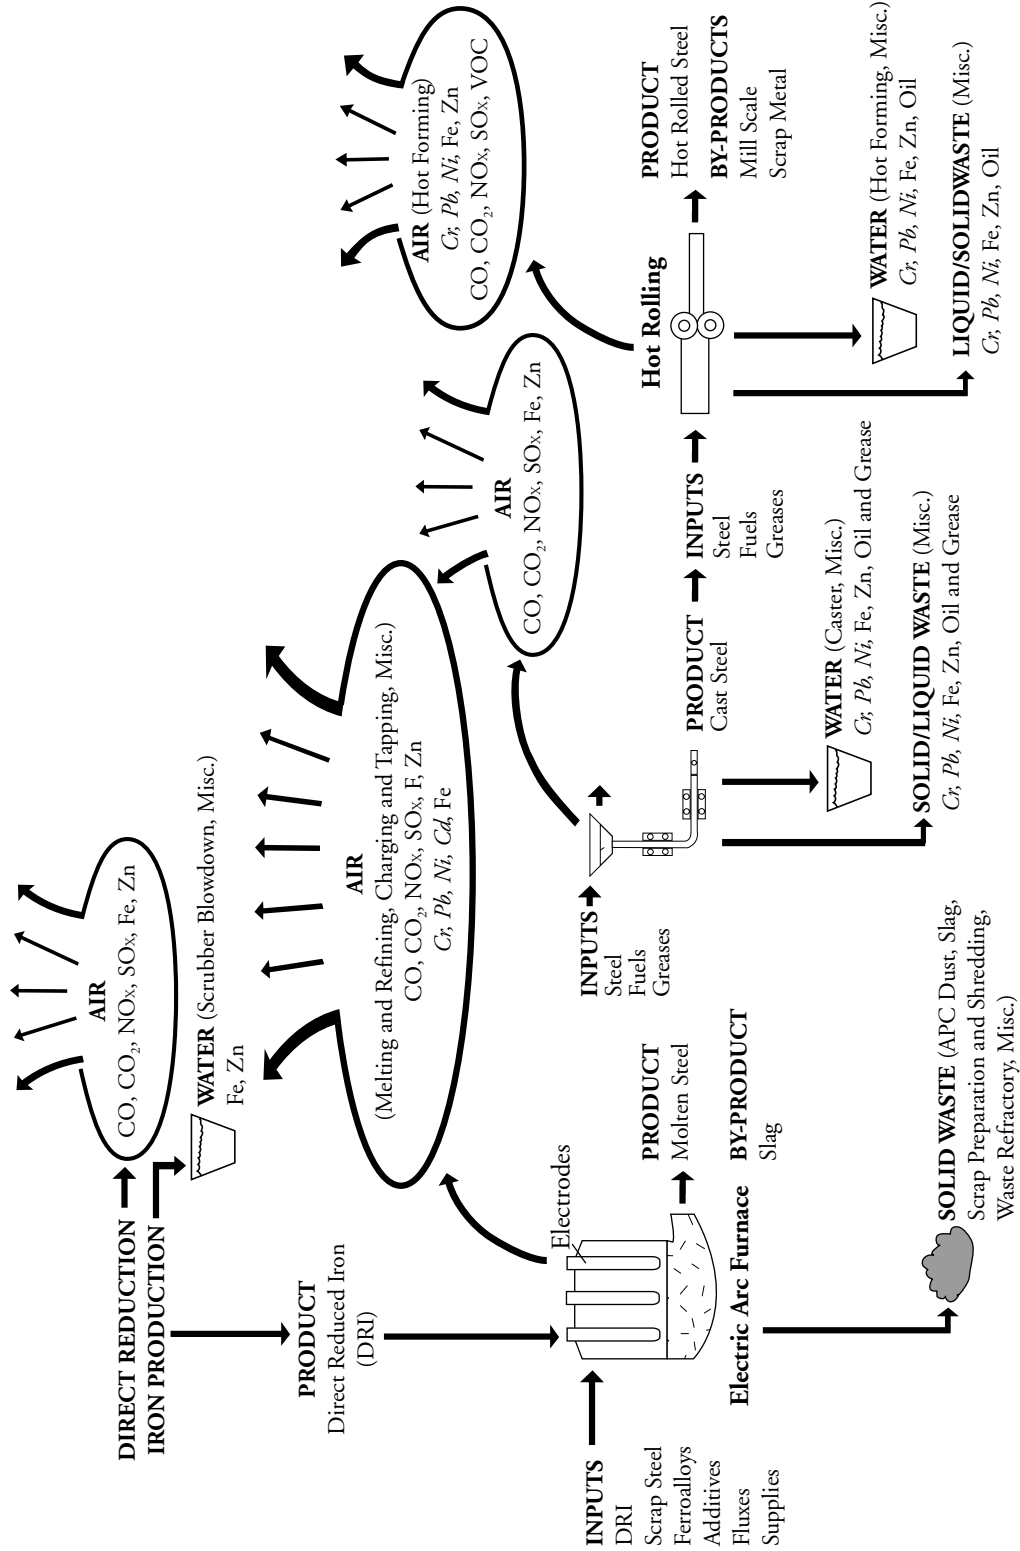 DIRECT REDUCTION
IRON PRODUCTION
AIR
CO, CO2, NOX, SOX, Fe, Zn
WATER (Scrubber Blowdown, Misc.)
Fe, Zn
PRODUCT
Direct Reduced Iron
(DRI)
INPUTS
DRI
Scrap Steel
Ferroalloys
Additives
Fluxes
Supplies
Electrodes
Electric Arc Furnace
AIR
(Melting and Refining, Charging and Tapping, Misc.)
CO, CO2, NOX, SOX, F, Zn
Cr, Pb, Ni, Cd, Fe
PRODUCT
Molten Steel
BY-PRODUCT
Slag
SOLID WASTE (APC Dust, Slag,
Scrap Preparation and Shredding,
Waste Refractory, Misc.)
INPUTS
Steel
Fuels
Greases
AIR
CO, CO2, NOX, SOX, Fe, Zn
PRODUCT
Cast Steel
WATER (Caster, Misc.)
Cr, Pb, Ni, Fe, Zn, Oil and Grease
SOLID/LIQUID WASTE (Misc.)
Cr, Pb, Ni, Fe, Zn, Oil and Grease
INPUTS
Steel
Fuels
Greases
Hot Rolling
AIR (Hot Forming)
Cr, Pb, Ni, Fe, Zn
CO, CO2, NOX, SOX, VOC
PRODUCT
Hot Rolled Steel
BY-PRODUCTS
Mill Scale
Scrap Metal
WATER (Hot Forming, Misc.)
Cr, Pb, Ni, Fe, Zn, Oil
LIQUID/SOLIDWASTE (Misc.)
Cr, Pb, Ni, Fe, Zn, Oil